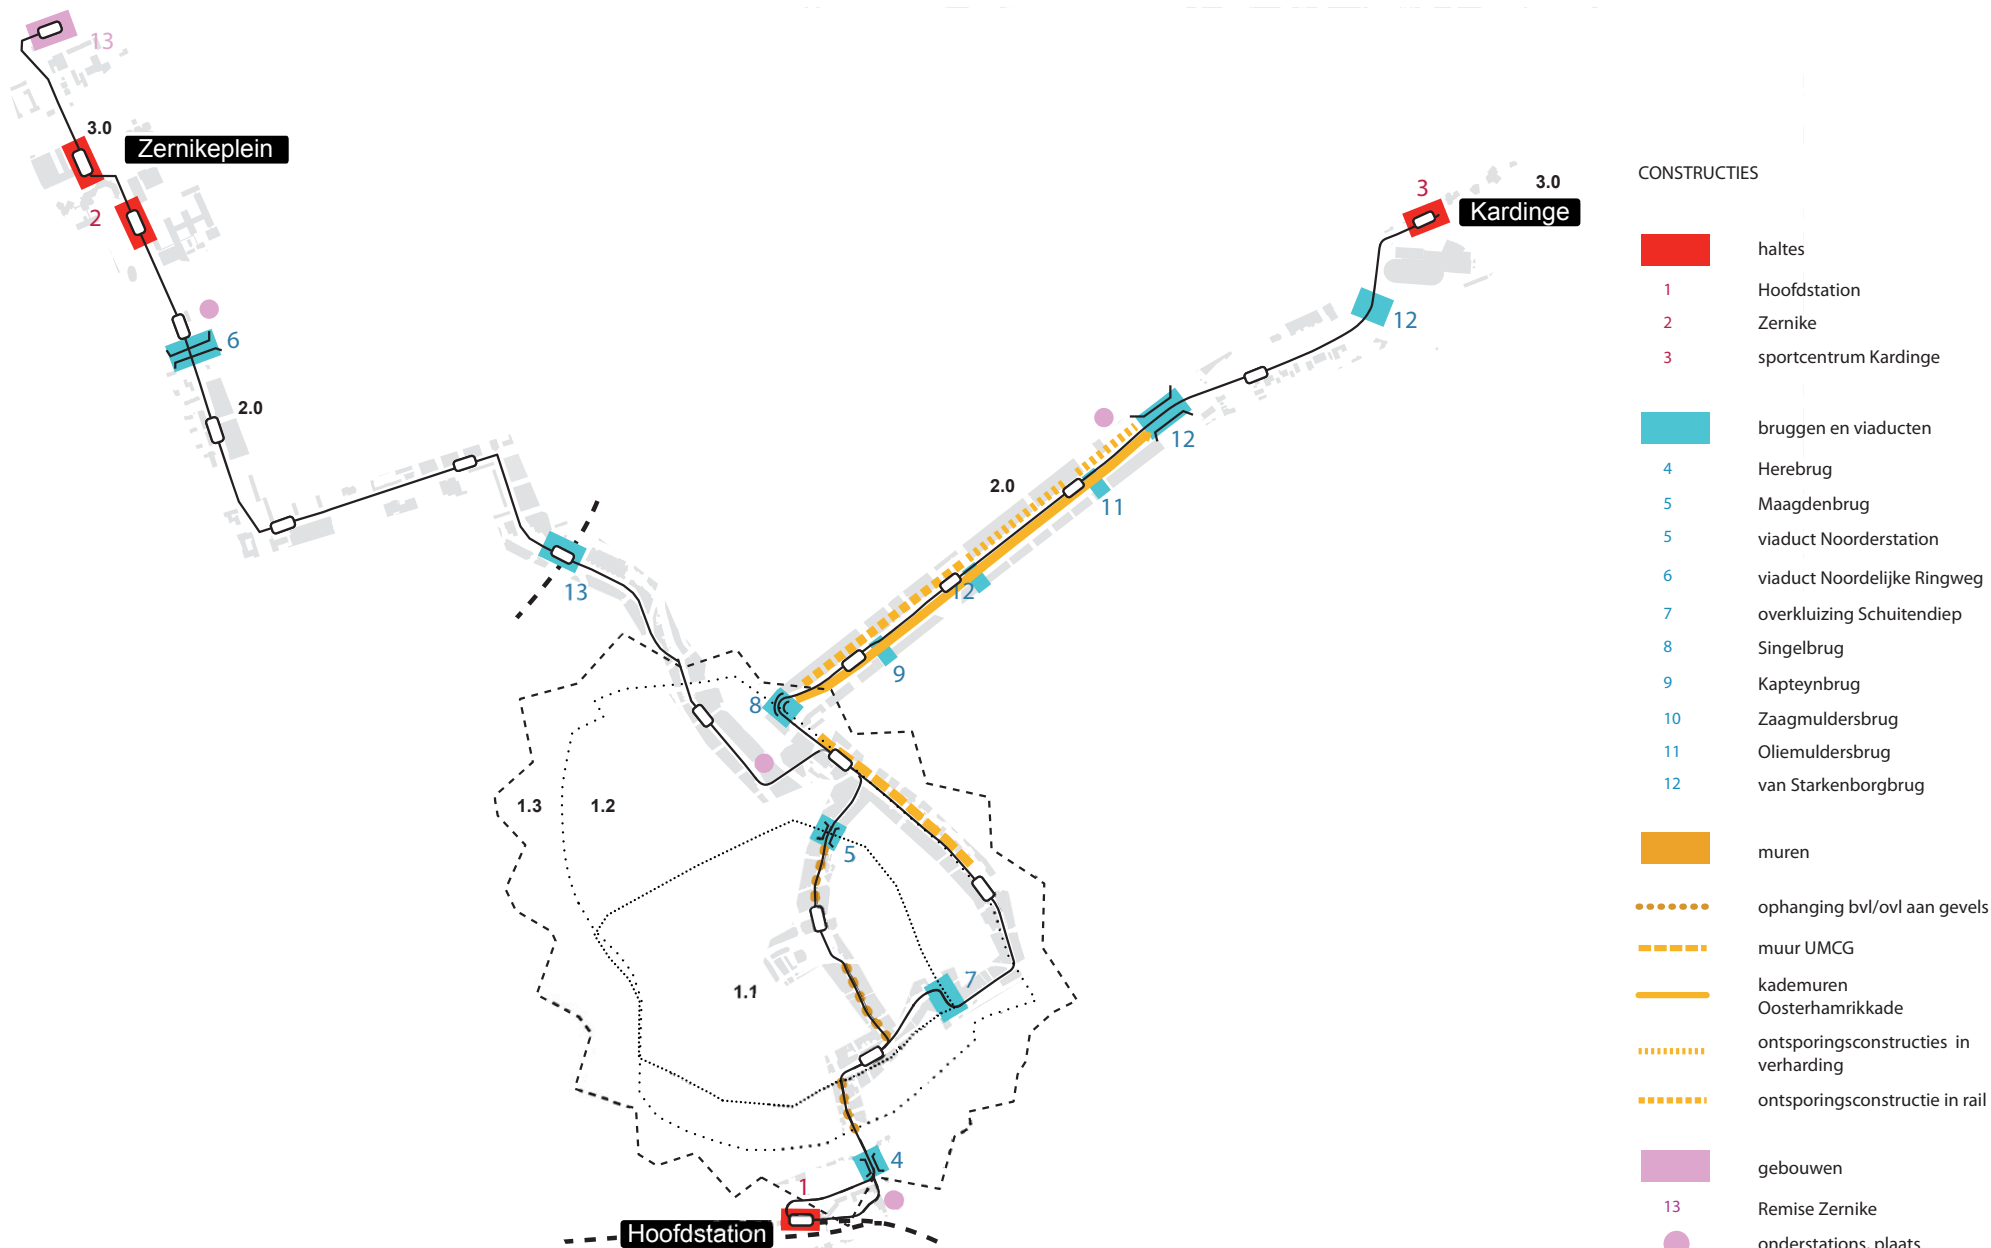 13
3.0
Zernikeplein
2
6
2.0
13
3
3.0
Kardinge
12
12
2.0
11
12
9
8
1.3
1.2
5
1.1
7
4
1
Hoofdstation
CONSTRUCTIES
haltes
1 Hoofdstation
2 Zernike
3 sportcentrum Kardinge
bruggen en viaducten
4 Herebrug
5 Maagdenbrug
5 viaduct Noorderstation
6 viaduct Noordelijke Ringweg
7 overkluizing Schuitendiep
8 Singelbrug
9 Kapteynbrug
10 Zaagmuldersbrug
11 Oliemuldersbrug
12 van Starkenborgbrug
muren
ophanging bvl/ovl aan gevels
muur UMCG
kademuren
Oosterhamrikkade
ontsporingsconstructies in
verharding
ontsporingsconstructie in rail
gebouwen
13 Remise Zernike
onderstations, plaats